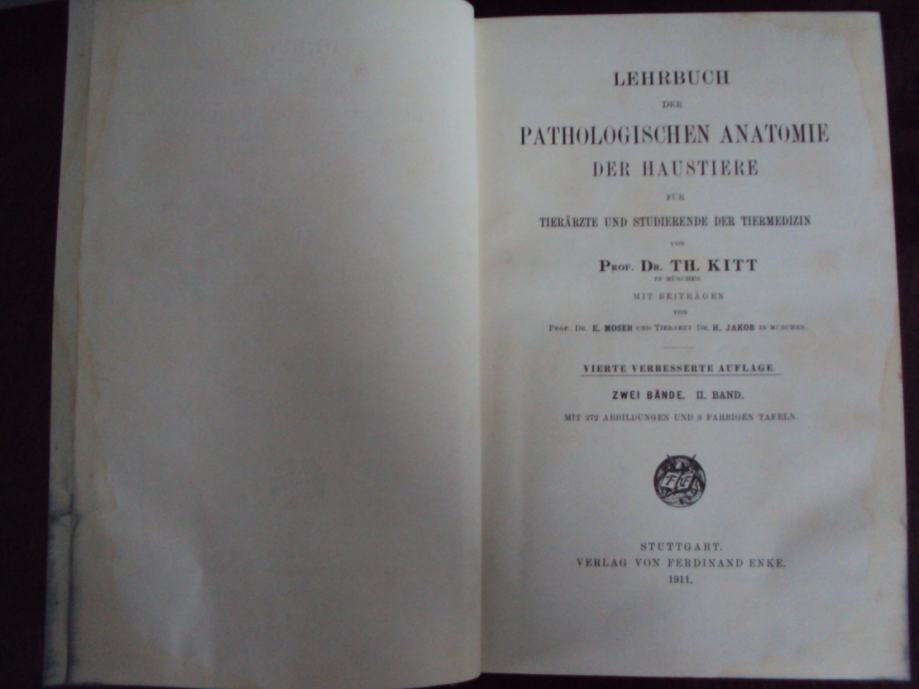 LEHRBUCH
DER
PATHOLOGISCHEN ANATOMIE
DER HAUSTIERE
FÜR
TIERÄRZTE UND STUDIERENDE DER TIERMEDIZIN
VON
PROF. DR. TH. KITT
IN MÜNCHEN.
MIT BEITRÄGEN
VON
PROF. DR. E. MOSER UND TIERARZT DR. H. JAKOB IN MÜNCHEN.
VIERTE VERBESSERTE AUFLAGE.
ZWEI BÄNDE. II. BAND.
MIT 272 ABBILDUNGEN UND FARBIGEN TAFELN.
STUTTGART.
VERLAG VON FERDINAND ENKE.
1911.